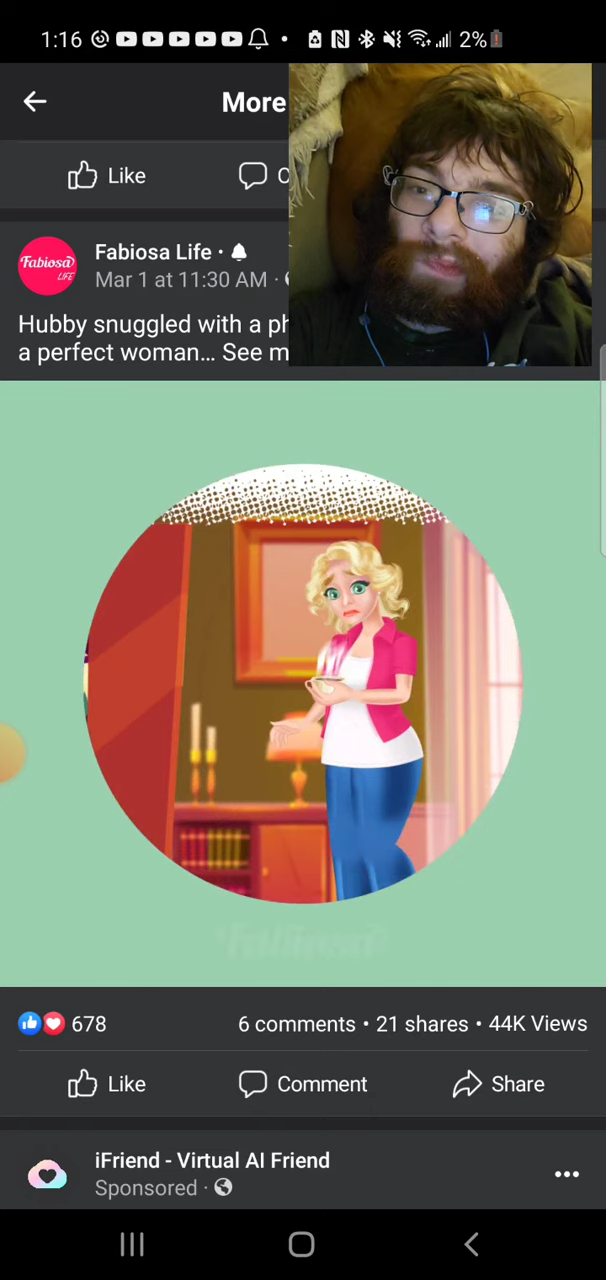 1:16
2%
More
Like
Fabiosa Life
Mar 1 at 11:30 AM
Fabiosa
LIFE
Hubby snuggled with a
a perfect woman... See
678
6 comments • 21 shares • 44K Views
Like
Comment
Share
iFriend - Virtual AI Friend
Sponsored